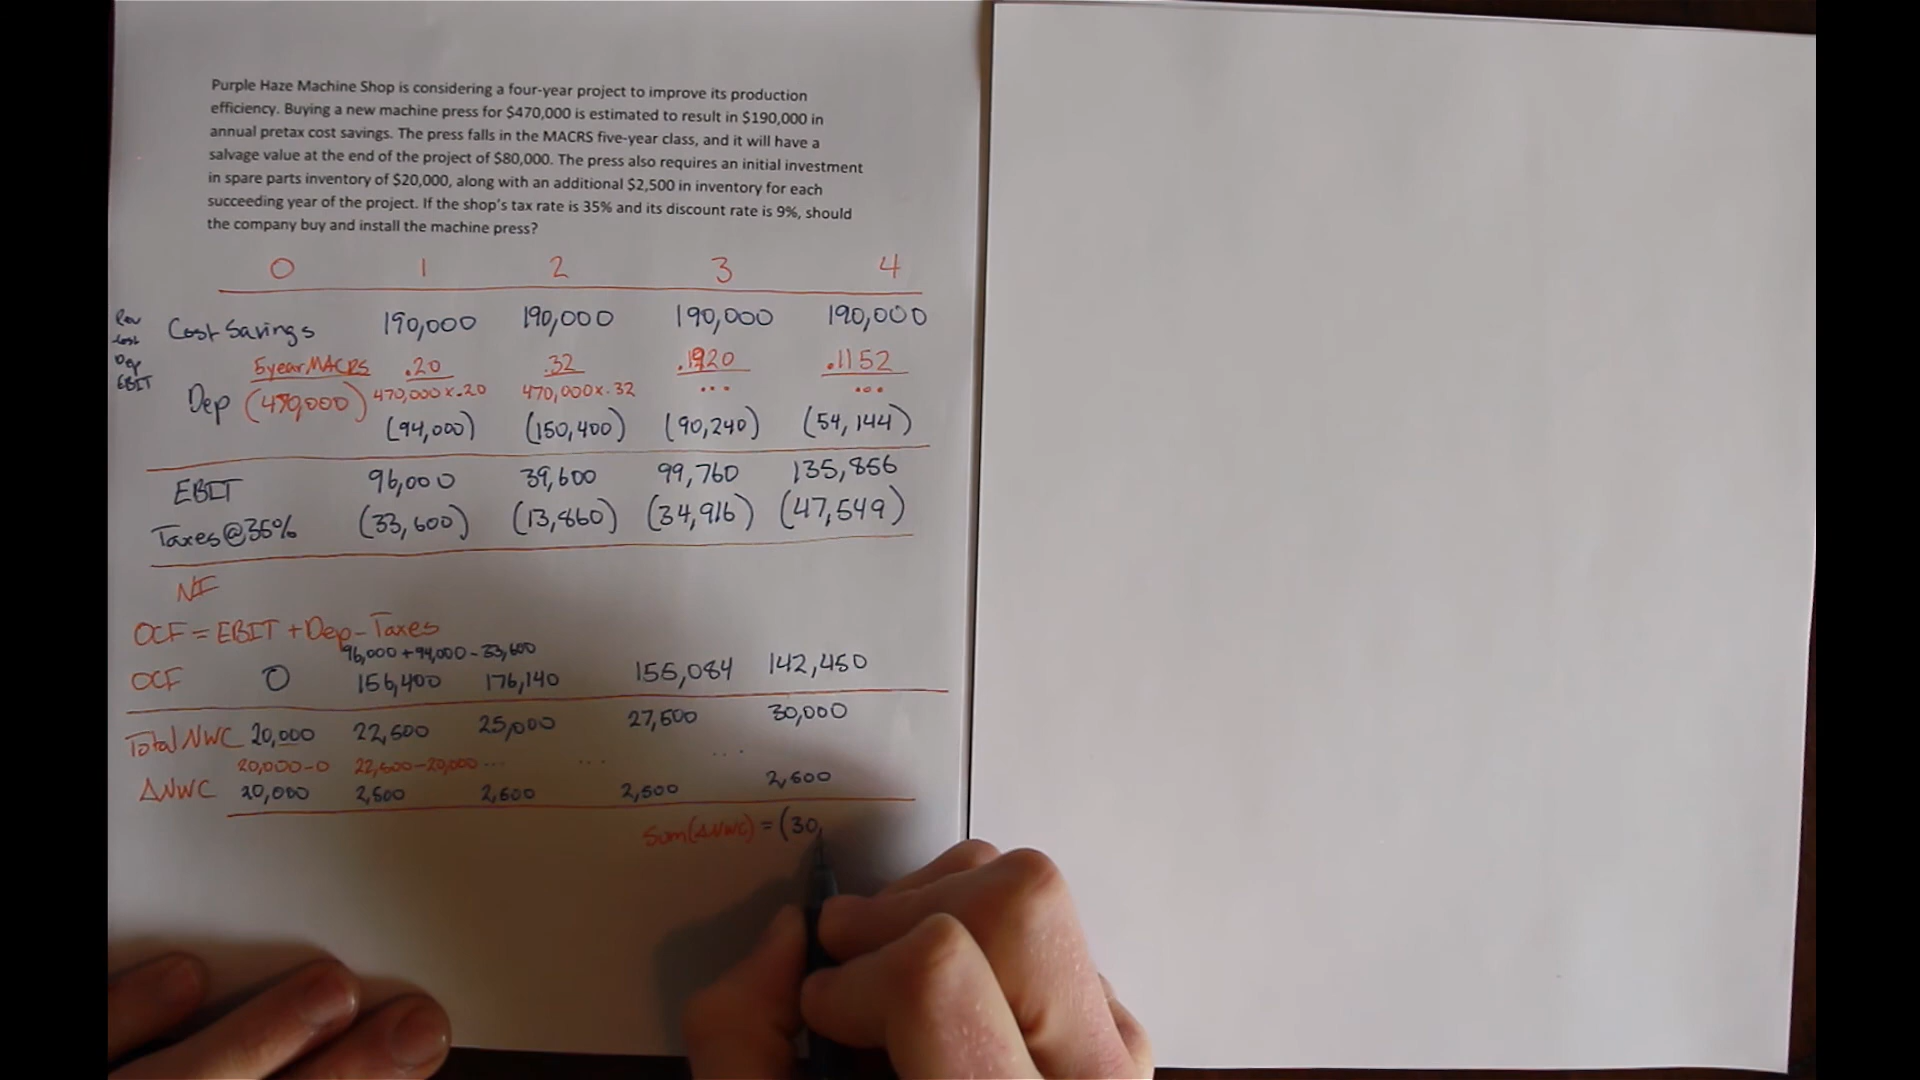 Purple Haze Machine Shop is considering a four-year project to improve its production
efficiency. Buying a new machine press for $470,000 is estimated to result in $190,000 in
annual pretax cost savings. The press falls in the MACRS five-year class, and it will have a
salvage value at the end of the project of $80,000. The press also requires an initial investment
in spare parts inventory of $20,000, along with an additional $2,500 in inventory for each
succeeding year of the project. If the shop's tax rate is 35% and its discount rate is 9%, should
the company buy and install the machine press?
0 1 2 3 4
Rev
Cost
Dep
EBIT
Cost Savings 190,000 190,000 190,000 190,000
5 year MACRS .20 .32 .1920 .1152
Dep (470,000) 470,000x.20 470,000x.32 ... ...
(94,000) (150,400) (90,240) (54,144)
EBIT 96,000 39,600 99,760 135,856
Taxes@35% (33,600) (13,860) (34,916) (47,549)
NI
OCF = EBIT + Dep - Taxes
96,000 + 94,000 - 33,600
OCF 0 156,400 176,140 155,084 142,450
Total NWC 20,000 22,500 25,000 27,500 30,000
20,000-0 22,500-20,000 ... ... ...
ΔNWC 20,000 2,500 2,500 2,500 2,500
Sum(ΔNWC) = (30,